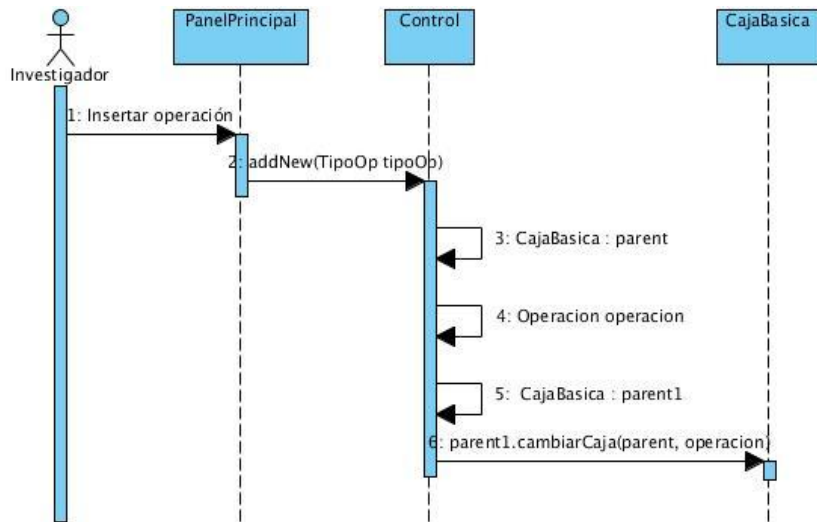 PanelPrincipal
Control
CajaBasica
Investigador
1: Insertar operación
2: addNew(TipoOp tipoOp)
3: CajaBasica : parent
4: Operacion operacion
5: CajaBasica : parent1
6: parent1.cambiarCaja(parent, operacion)